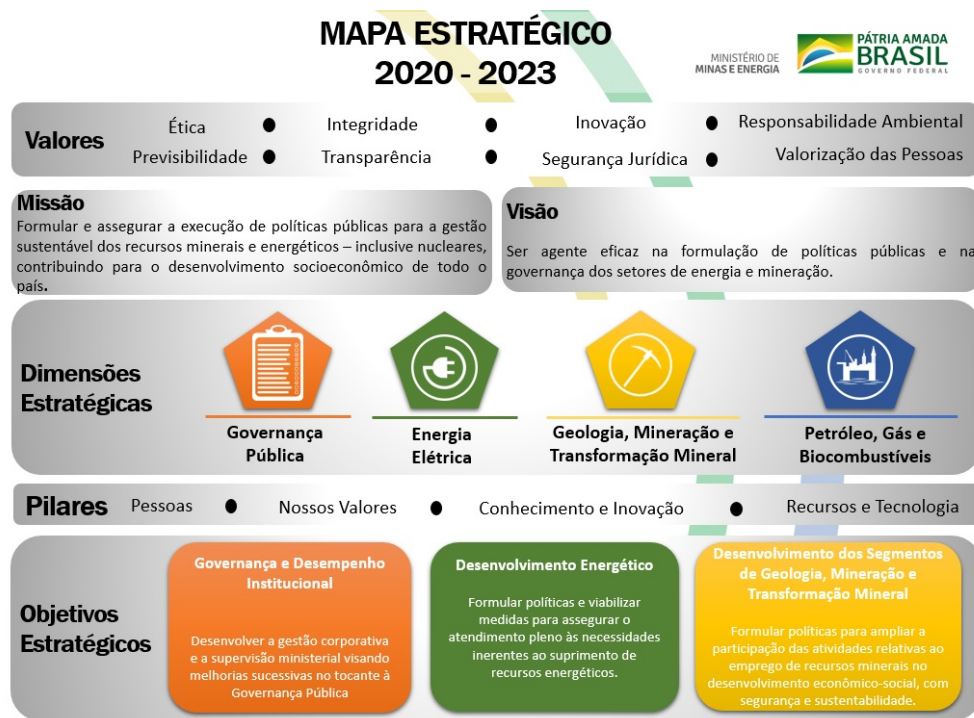 MAPA ESTRATÉGICO
2020 - 2023
MINISTÉRIO DE
MINAS E ENERGIA
PÁTRIA AMADA
BRASIL
GOVERNO FEDERAL
Valores
Ética ● Integridade ● Inovação ● Responsabilidade Ambiental
Previsibilidade ● Transparência ● Segurança Jurídica ● Valorização das Pessoas
Missão
Formular e assegurar a execução de políticas públicas para a gestão
sustentável dos recursos minerais e energéticos – inclusive nucleares,
contribuindo para o desenvolvimento socioeconômico de todo o
país.
Visão
Ser agente eficaz na formulação de políticas públicas e na
governança dos setores de energia e mineração.
Dimensões
Estratégicas
Governança
Pública
Energia
Elétrica
Geologia, Mineração e
Transformação Mineral
Petróleo, Gás e
Biocombustíveis
Pilares
Pessoas ● Nossos Valores ● Conhecimento e Inovação ● Recursos e Tecnologia
Objetivos
Estratégicos
Governança e Desempenho
Institucional
Desenvolver a gestão corporativa
e a supervisão ministerial visando
melhorias sucessivas no tocante à
Governança Pública
Desenvolvimento Energético
Formular políticas e viabilizar
medidas para assegurar o
atendimento pleno às necessidades
inerentes ao suprimento de
recursos energéticos.
Desenvolvimento dos Segmentos
de Geologia, Mineração e
Transformação Mineral
Formular políticas para ampliar a
participação das atividades relativas ao
emprego de recursos minerais no
desenvolvimento econômico-social, com
segurança e sustentabilidade.